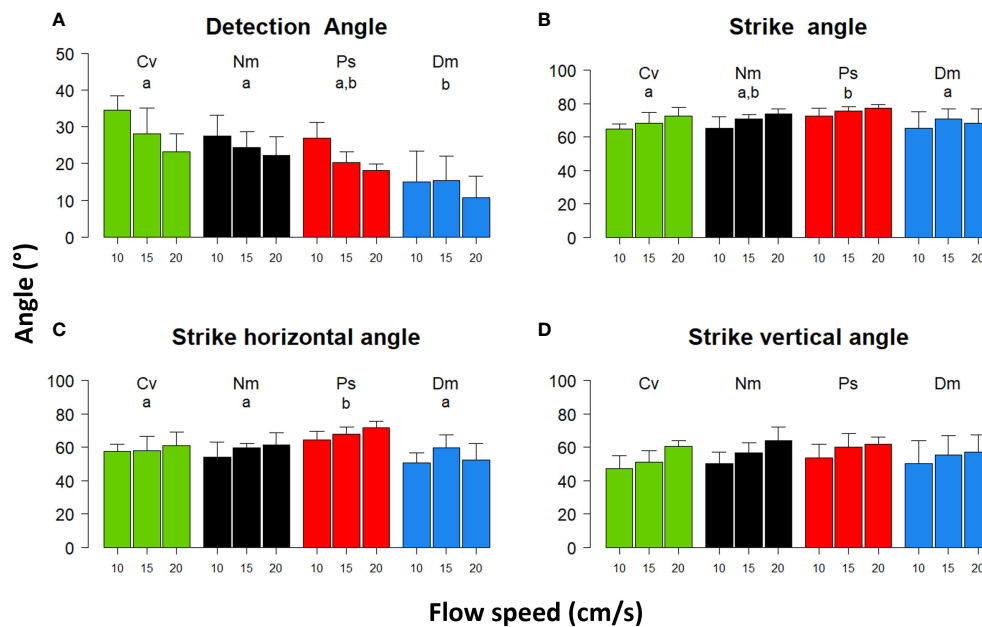 A
Detection Angle
50
40
30
20
10
0
Cv Nm Ps Dm
a a a,b b
10 15 20 10 15 20 10 15 20 10 15 20
B
Strike angle
100
80
60
40
20
0
Cv Nm Ps Dm
a a,b b a
10 15 20 10 15 20 10 15 20 10 15 20
Angle (°)
C
Strike horizontal angle
100
80
60
40
20
0
Cv Nm Ps Dm
a a b a
10 15 20 10 15 20 10 15 20 10 15 20
D
Strike vertical angle
100
80
60
40
20
0
Cv Nm Ps Dm
10 15 20 10 15 20 10 15 20 10 15 20
Flow speed (cm/s)